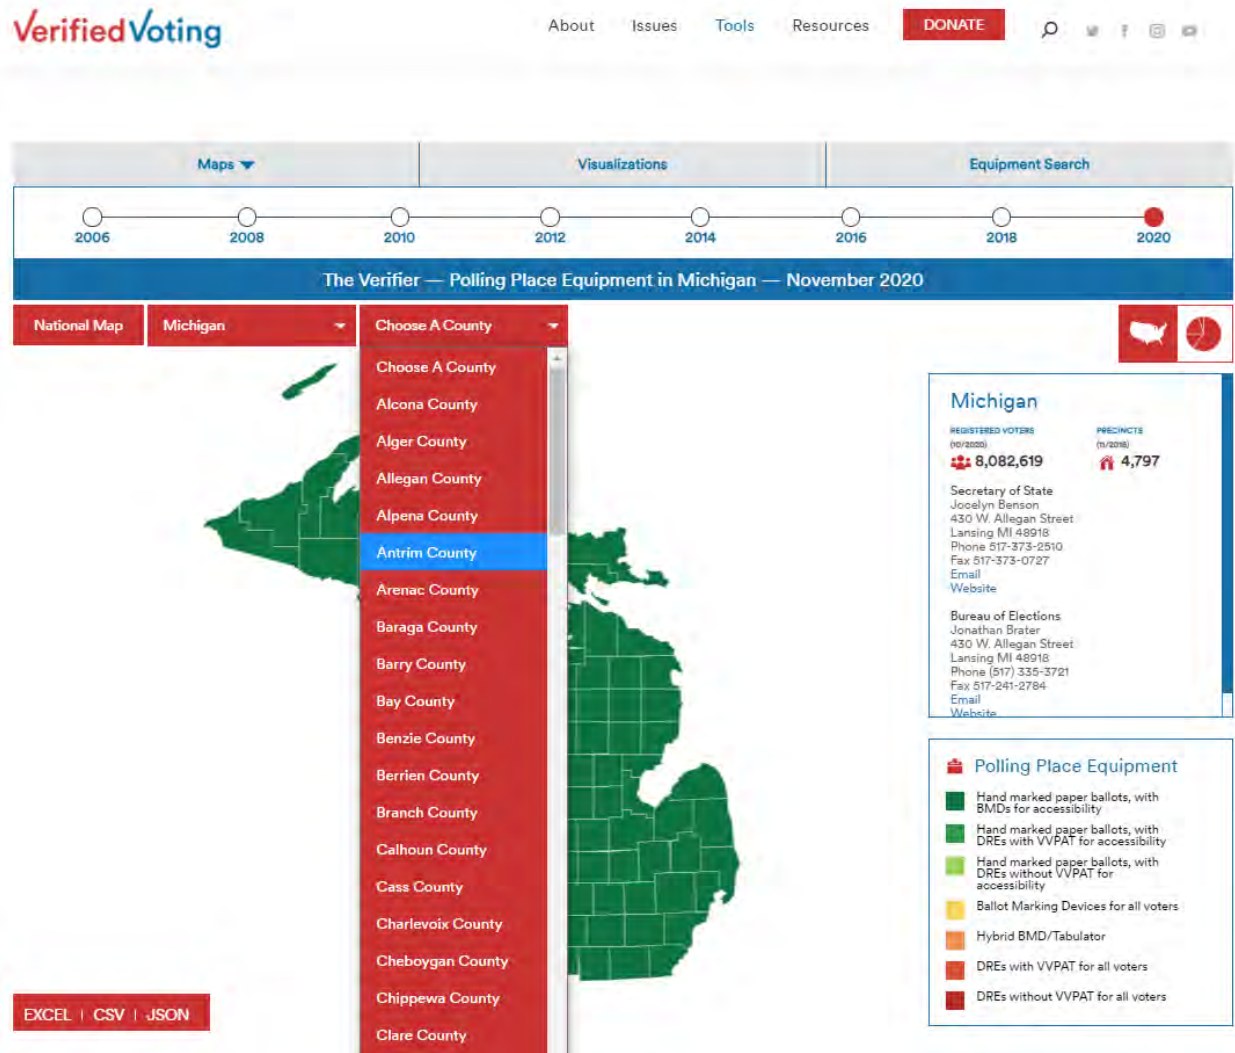 VerifiedVoting
About Issues Tools Resources DONATE
Maps Visualizations Equipment Search
2006 2008 2010 2012 2014 2016 2018 2020
The Verifier — Polling Place Equipment in Michigan — November 2020
National Map Michigan Choose A County
Choose A County
Alcona County
Alger County
Allegan County
Alpena County
Antrim County
Arenac County
Baraga County
Barry County
Bay County
Benzie County
Berrien County
Branch County
Calhoun County
Cass County
Charlevoix County
Cheboygan County
Chippewa County
Clare County
EXCEL | CSV | JSON
Michigan
REGISTERED VOTERS PRECINCTS
(10/2020) (11/2018)
8,082,619 4,797
Secretary of State
Jocelyn Benson
430 W. Allegan Street
Lansing MI 48918
Phone 517-373-2510
Fax 517-373-0727
Email
Website
Bureau of Elections
Jonathan Brater
430 W. Allegan Street
Lansing MI 48918
Phone (517) 335-3721
Fax 517-241-2784
Email
Website
Polling Place Equipment
Hand marked paper ballots, with
BMDs for accessibility
Hand marked paper ballots, with
DREs with VVPAT for accessibility
Hand marked paper ballots, with
DREs without VVPAT for
accessibility
Ballot Marking Devices for all voters
Hybrid BMD/Tabulator
DREs with VVPAT for all voters
DREs without VVPAT for all voters